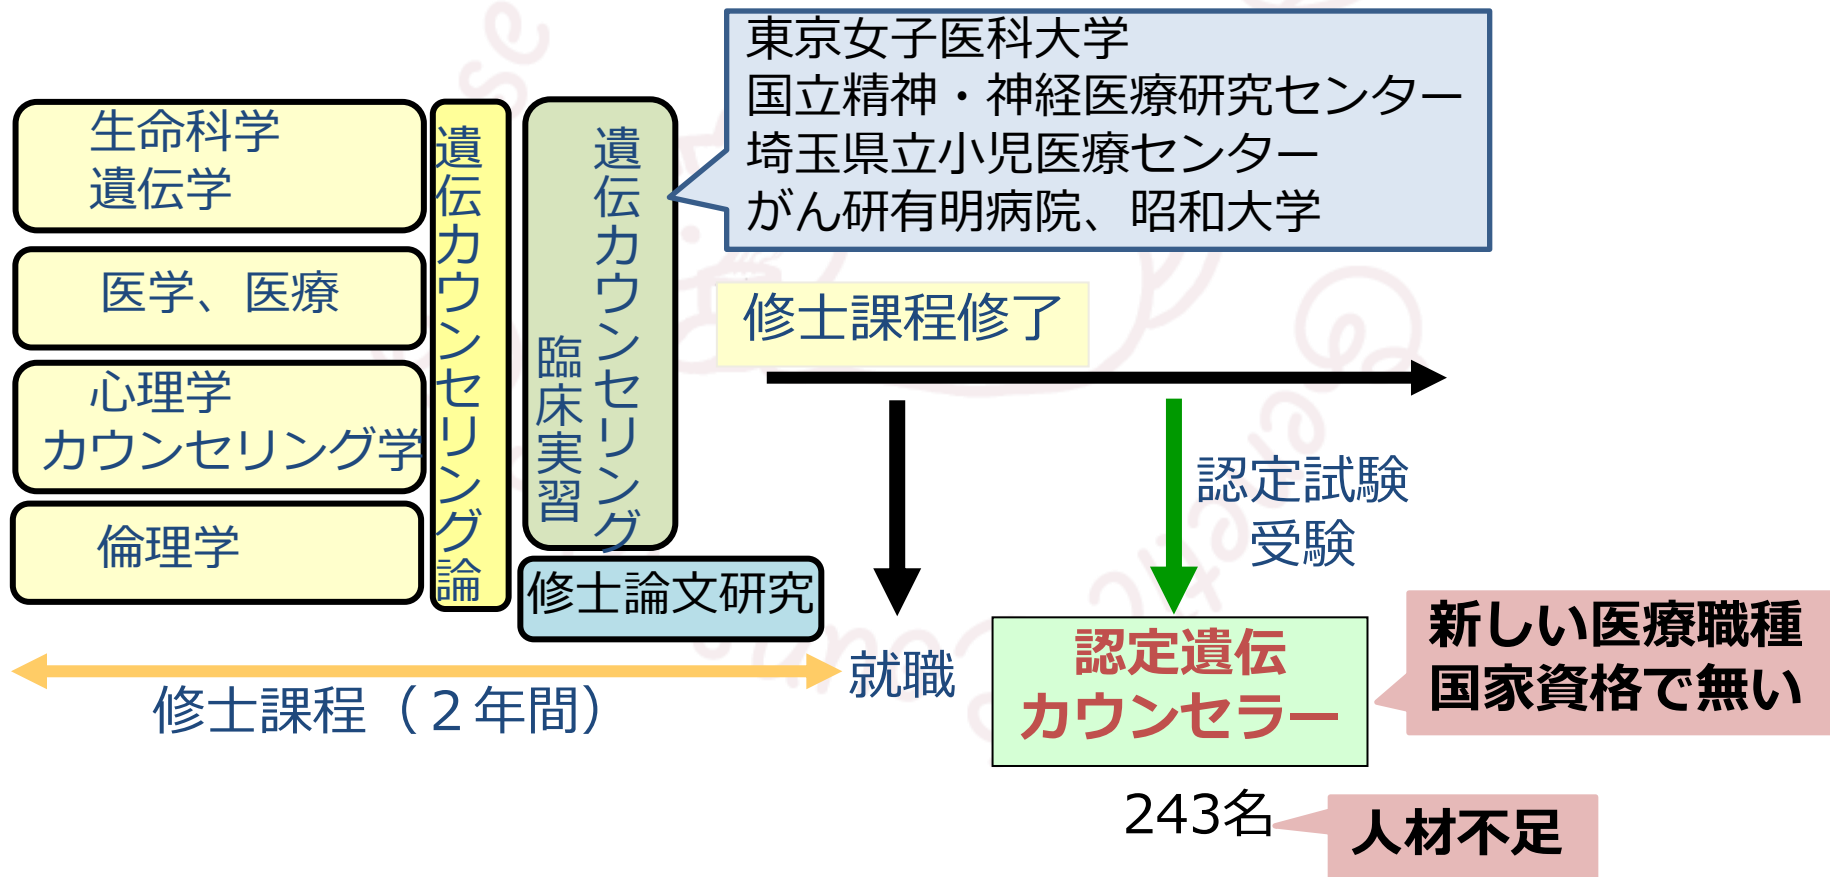 東京女子医科大学
国立精神・神経医療研究センター
埼玉県立小児医療センター
がん研有明病院、昭和大学
生命科学
遺伝学
医学、医療
心理学
カウンセリング学
倫理学
遺伝カウンセリング論
遺伝カウンセリング
臨床実習
修士論文研究
修士課程（２年間）
修士課程修了
就職
認定試験
受験
認定遺伝
カウンセラー
新しい医療職種
国家資格で無い
243名
人材不足